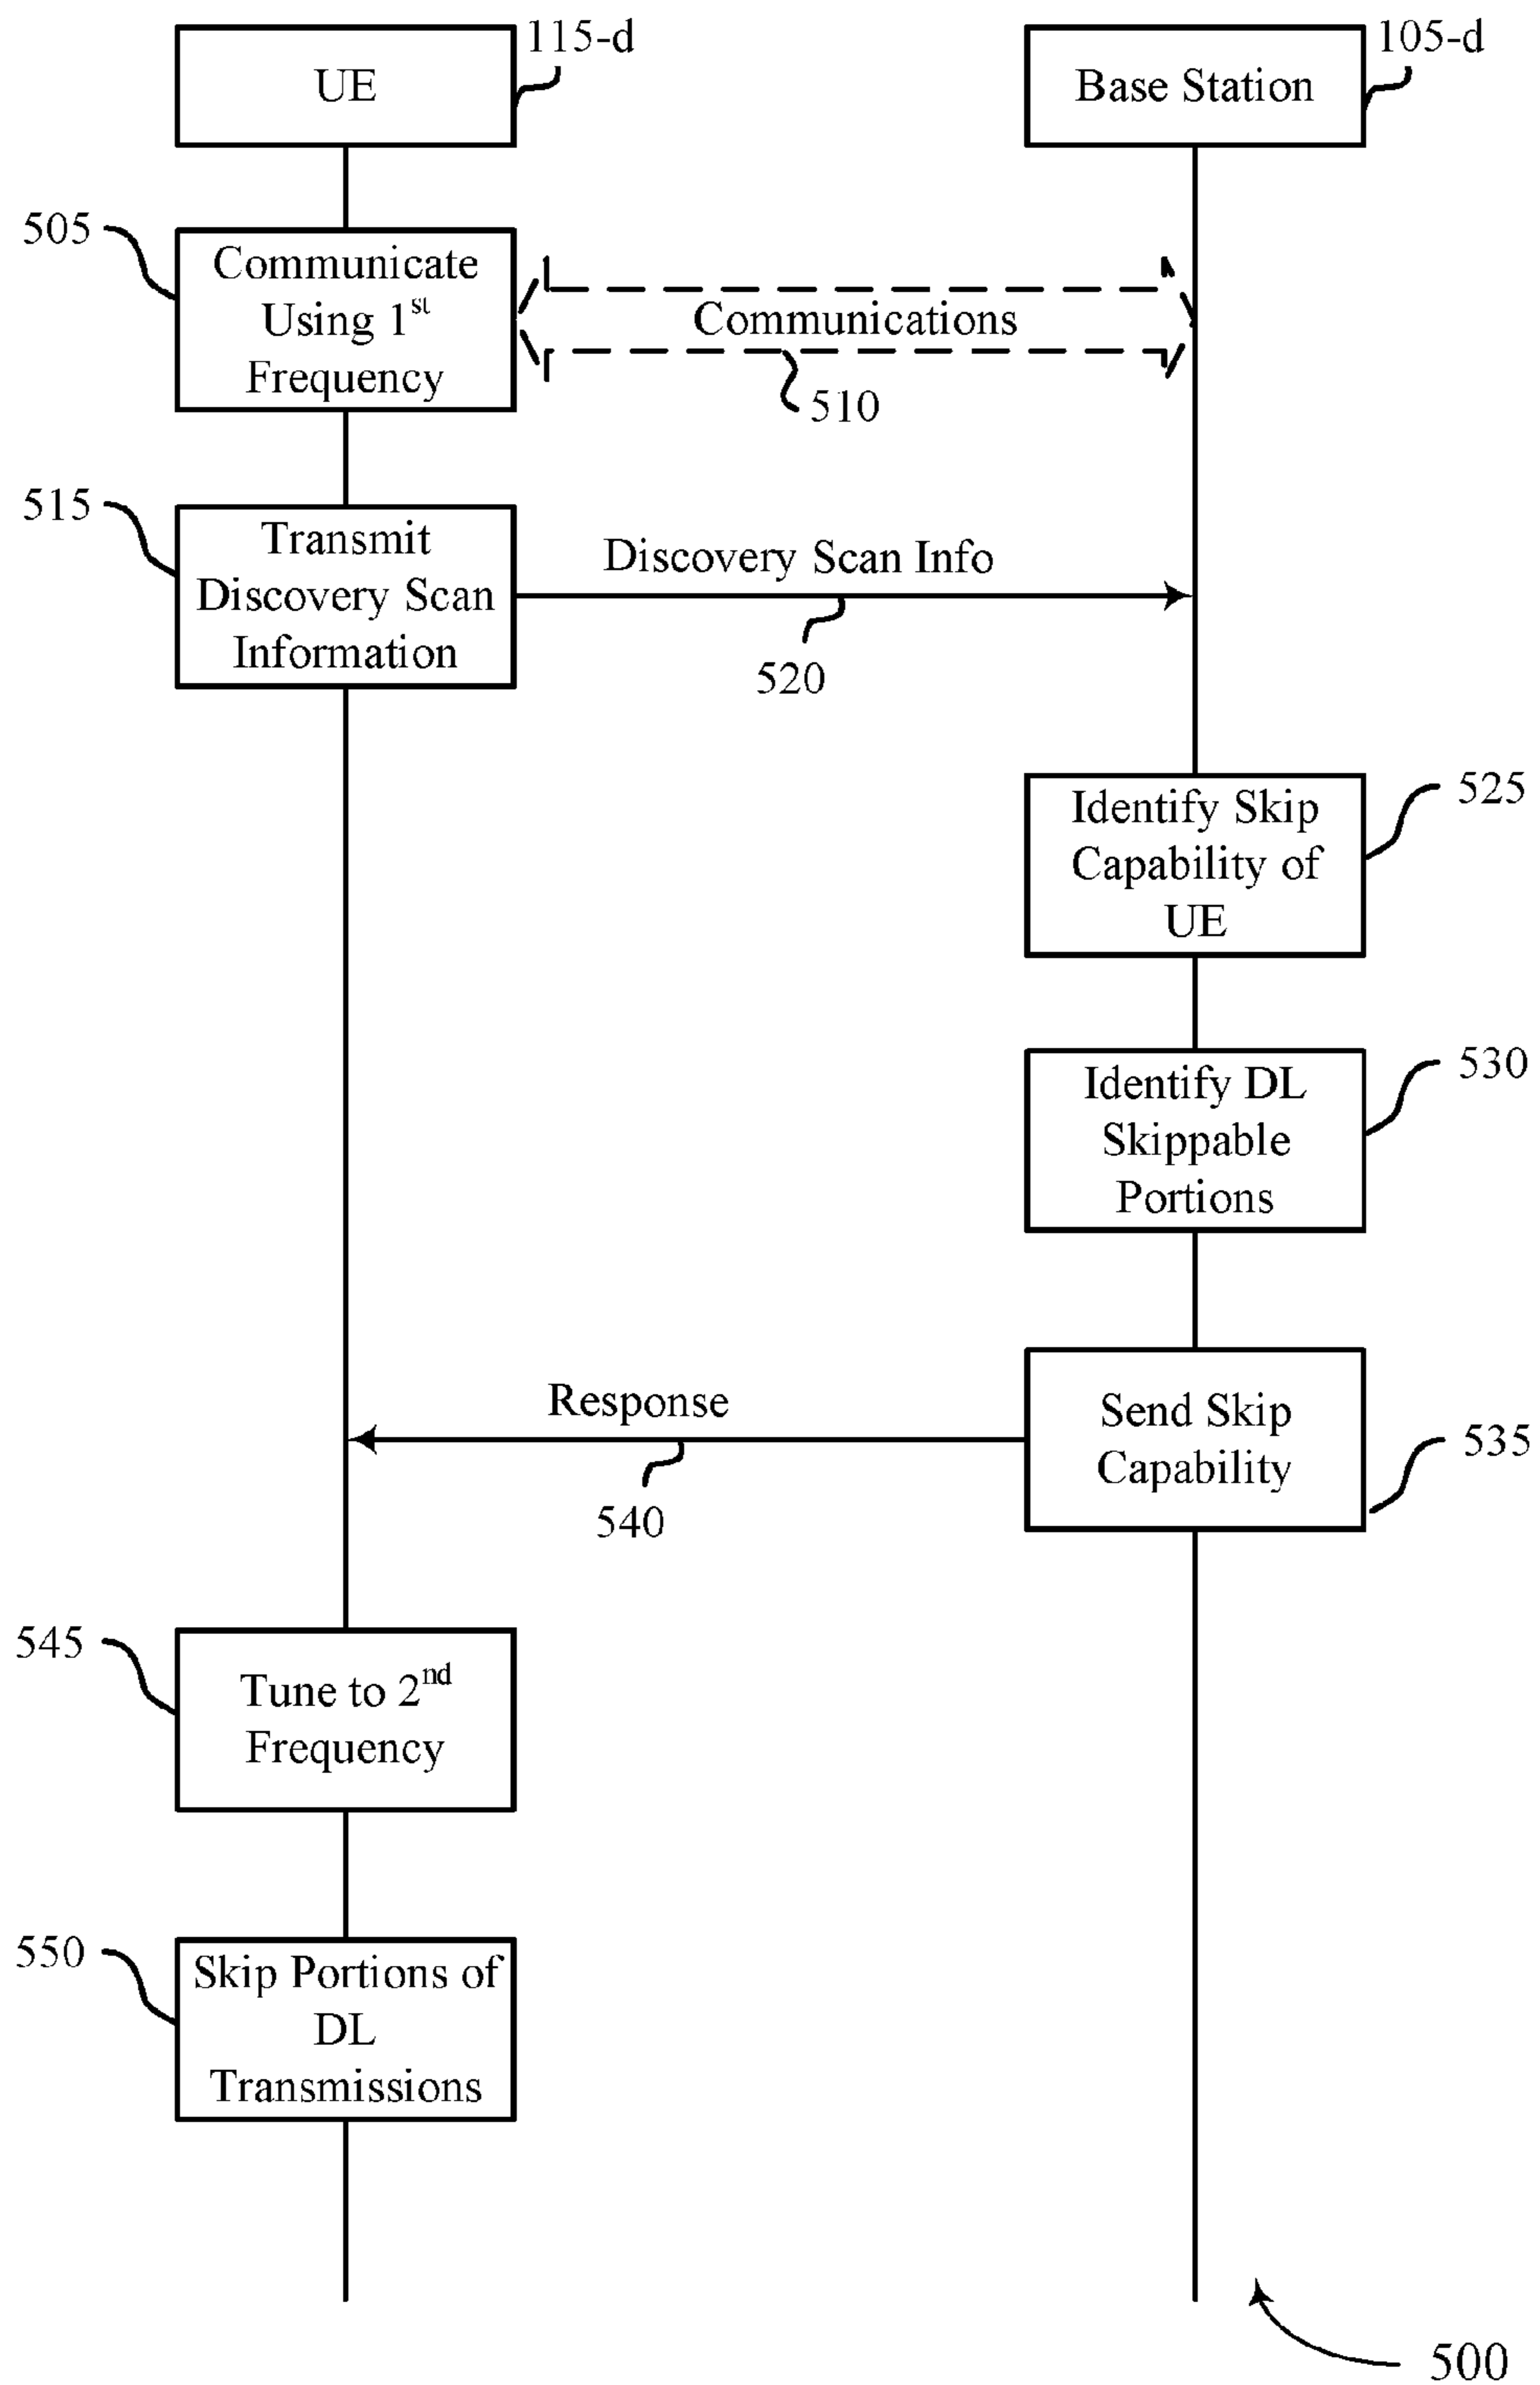 UE
115-d
Base Station
105-d
505
Communicate
Using 1st
Frequency
Communications
510
515
Transmit
Discovery Scan
Information
Discovery Scan Info
520
Identify Skip
Capability of
UE
525
Identify DL
Skippable
Portions
530
Response
540
Send Skip
Capability
535
545
Tune to 2nd
Frequency
550
Skip Portions of
DL
Transmissions
500